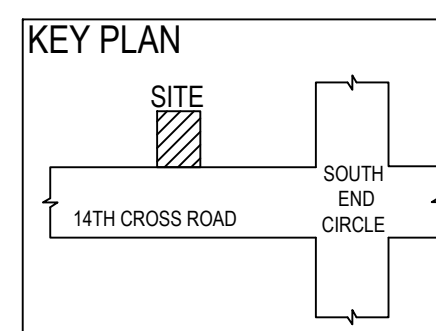 KEY PLAN
SITE
SOUTH
END
CIRCLE
14TH CROSS ROAD